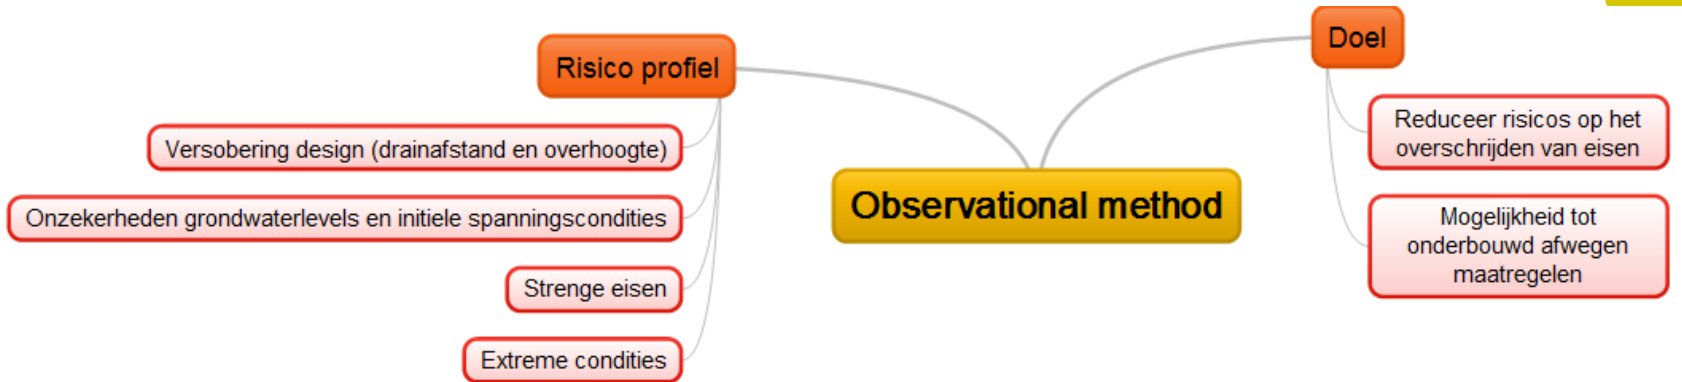 Risico profiel
Versobering design (drainafstand en overhoogte)
Onzekerheden grondwaterlevels en initiele spanningscondities
Strenge eisen
Extreme condities
Observational method
Doel
Reduceer risicos op het
overschrijden van eisen
Mogelijkheid tot
onderbouwd afwegen
maatregelen